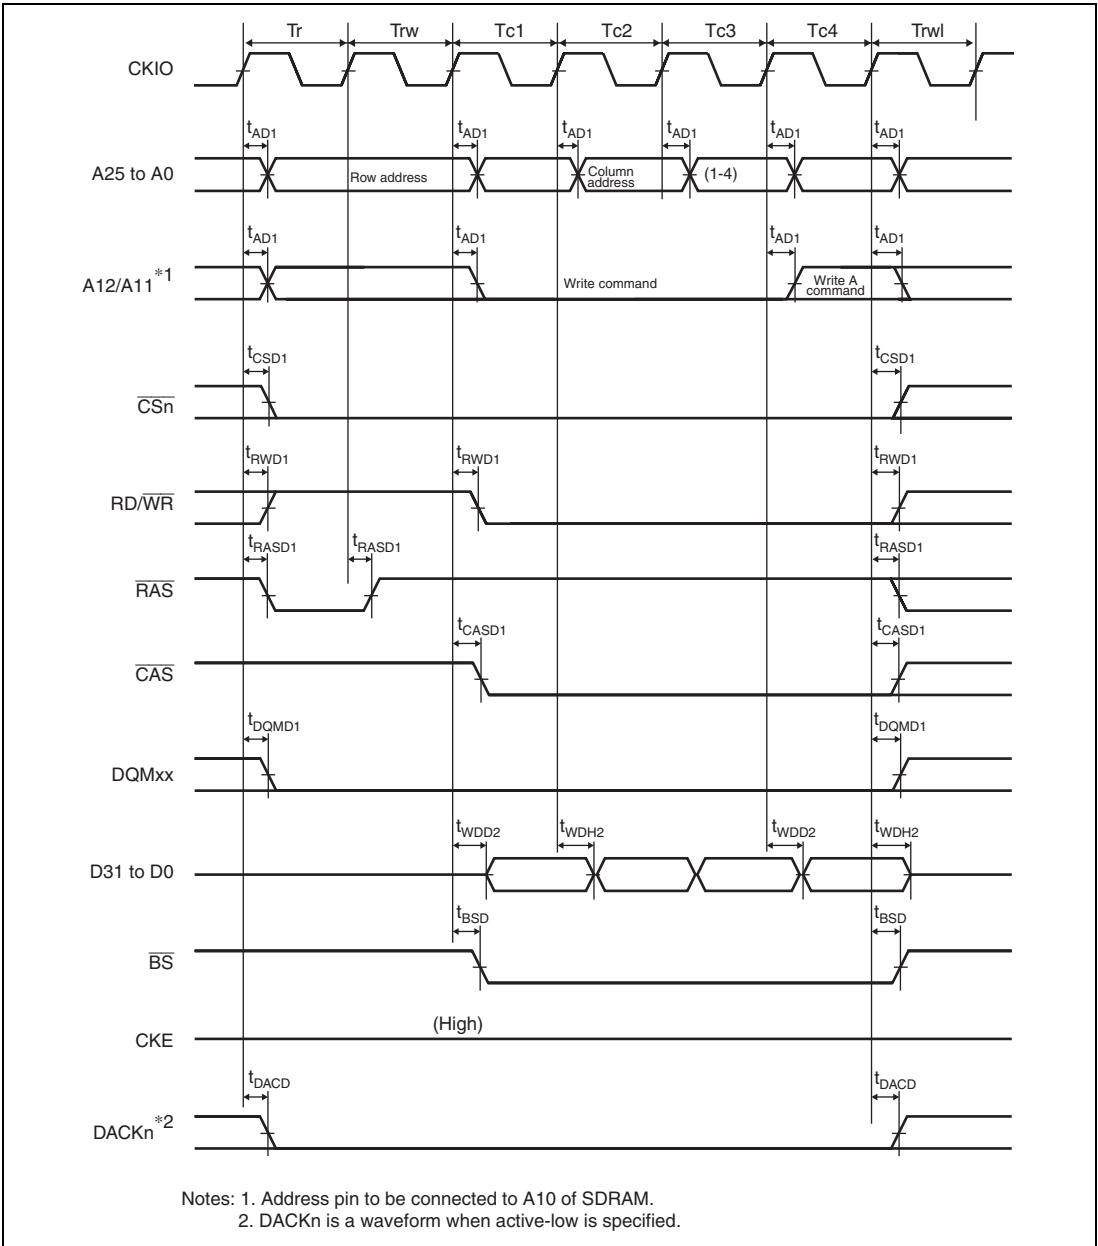 Tr Trw Tc1 Tc2 Tc3 Tc4 Trwl
CKIO
tAD1 tAD1 tAD1 tAD1 tAD1 tAD1
A25 to A0 Row address Column address (1-4)
tAD1 tAD1 tAD1 tAD1
A12/A11*1 Write command Write A command
tCSD1 tCSD1
CSn
tRWD1 tRWD1 tRWD1
RD/WR
tRASD1 tRASD1 tRASD1
RAS
tCASD1 tCASD1
CAS
tDQMD1 tDQMD1
DQMxx
tWDD2 tWDH2 tWDD2 tWDH2
D31 to D0
tBSD tBSD
BS
(High)
CKE
tDACD tDACD
DACKn*2
Notes: 1. Address pin to be connected to A10 of SDRAM.
2. DACKn is a waveform when active-low is specified.